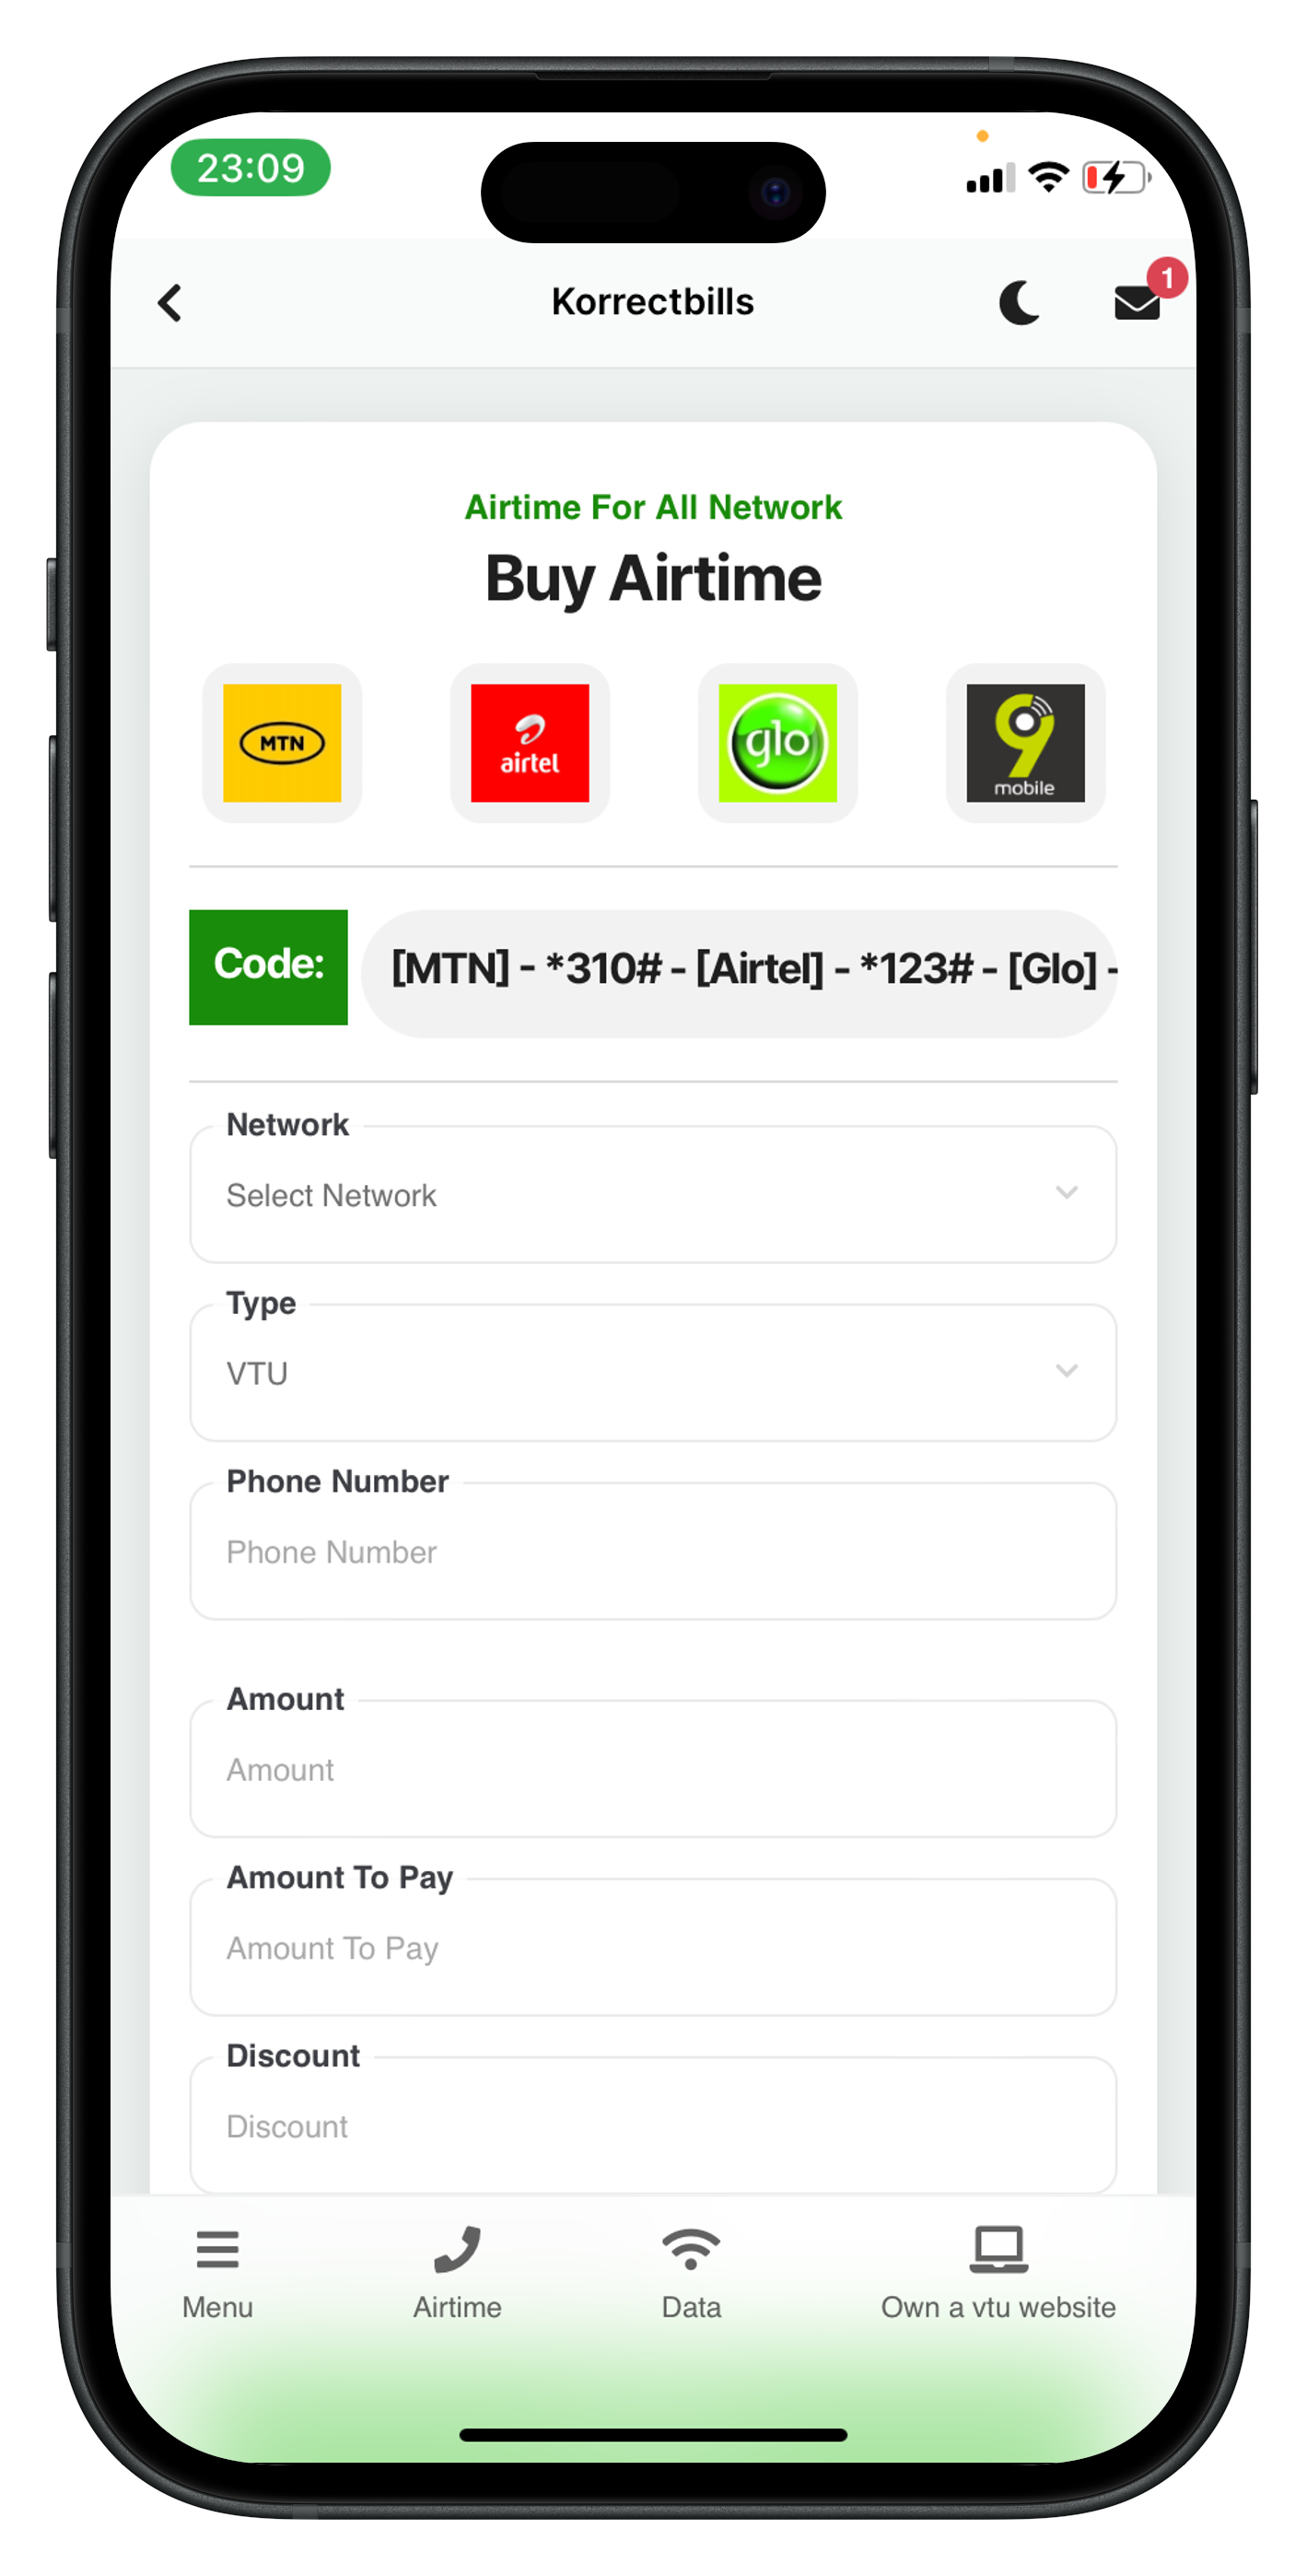 23:09
Korrectbills
1
Airtime For All Network
Buy Airtime
MTN
airtel
glo
9
mobile
Code:
[MTN] - *310# - [Airtel] - *123# - [Glo] -
Network
Select Network
Type
VTU
Phone Number
Phone Number
Amount
Amount
Amount To Pay
Amount To Pay
Discount
Discount
Menu
Airtime
Data
Own a vtu website